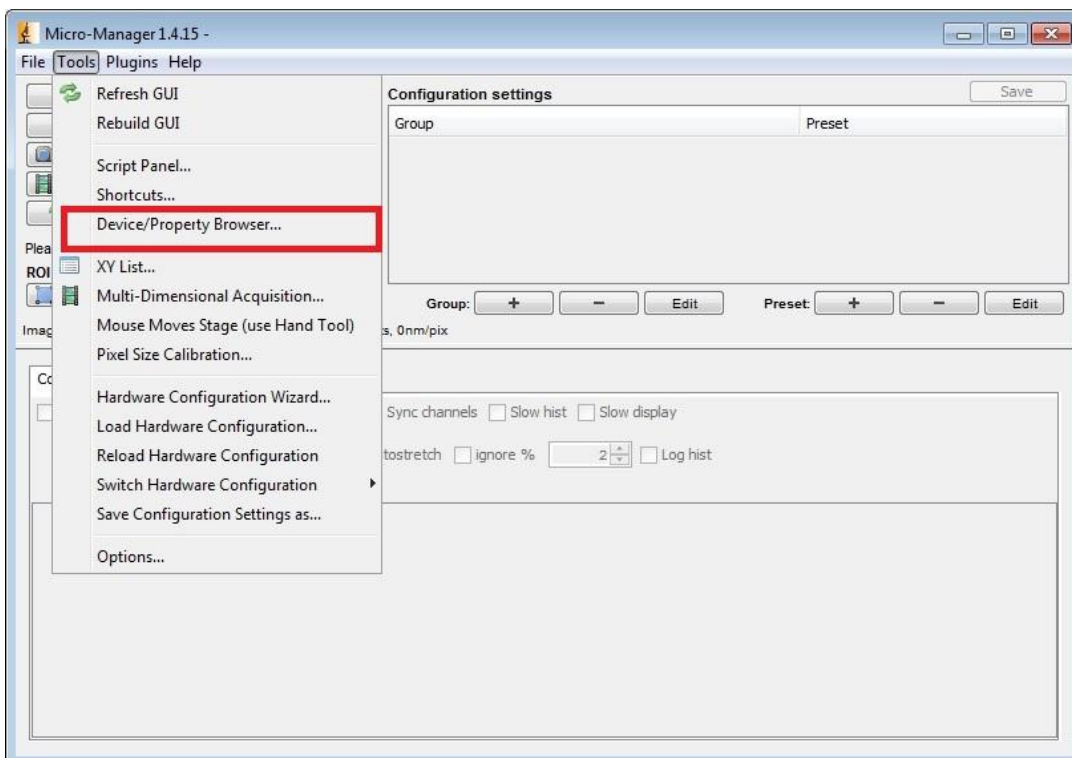 Micro-Manager 1.4.15 -
File Tools Plugins Help
Refresh GUI
Rebuild GUI
Script Panel...
Shortcuts...
Device/Property Browser...
XY List...
Multi-Dimensional Acquisition...
Mouse Moves Stage (use Hand Tool)
Pixel Size Calibration...
Hardware Configuration Wizard...
Load Hardware Configuration...
Reload Hardware Configuration
Switch Hardware Configuration
Save Configuration Settings as...
Options...
Configuration settings Save
Group Preset
Plea
ROI
Group: + - Edit Preset: + - Edit
Imag s, 0nm/pix
Co
Sync channels Slow hist Slow display
tostretch ignore % 2 Log hist